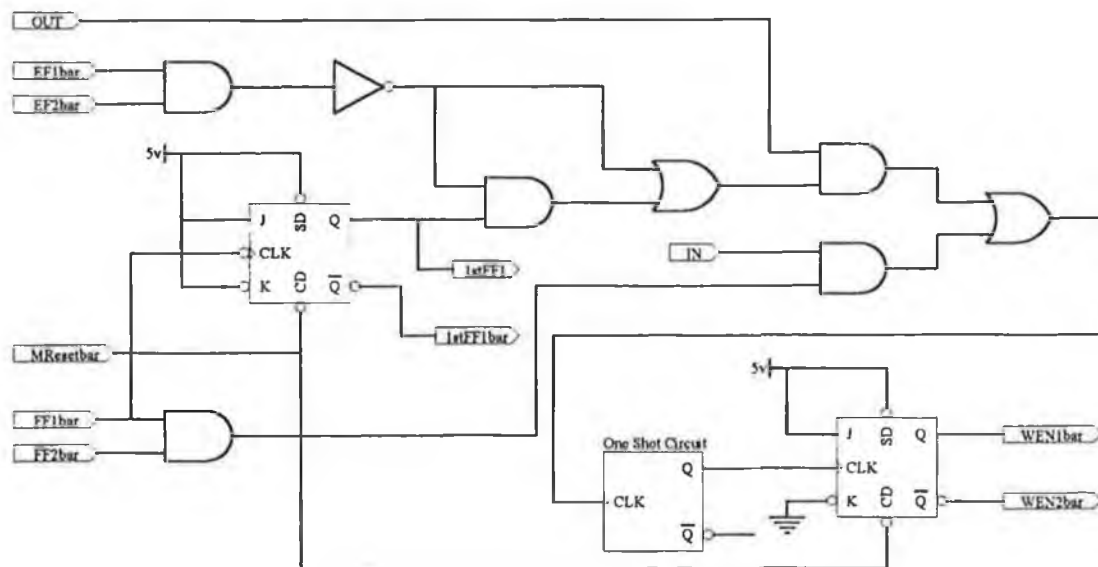 OUT
EF1bar
EF2bar
5v
J
SD
Q
CLK
K
CD
Q
1stFF1
1stFF1bar
IN
MResetbar
FF1bar
FF2bar
5v
One Shot Circuit
Q
CLK
Q
J
SD
Q
CLK
K
CD
Q
WEN1bar
WEN2bar